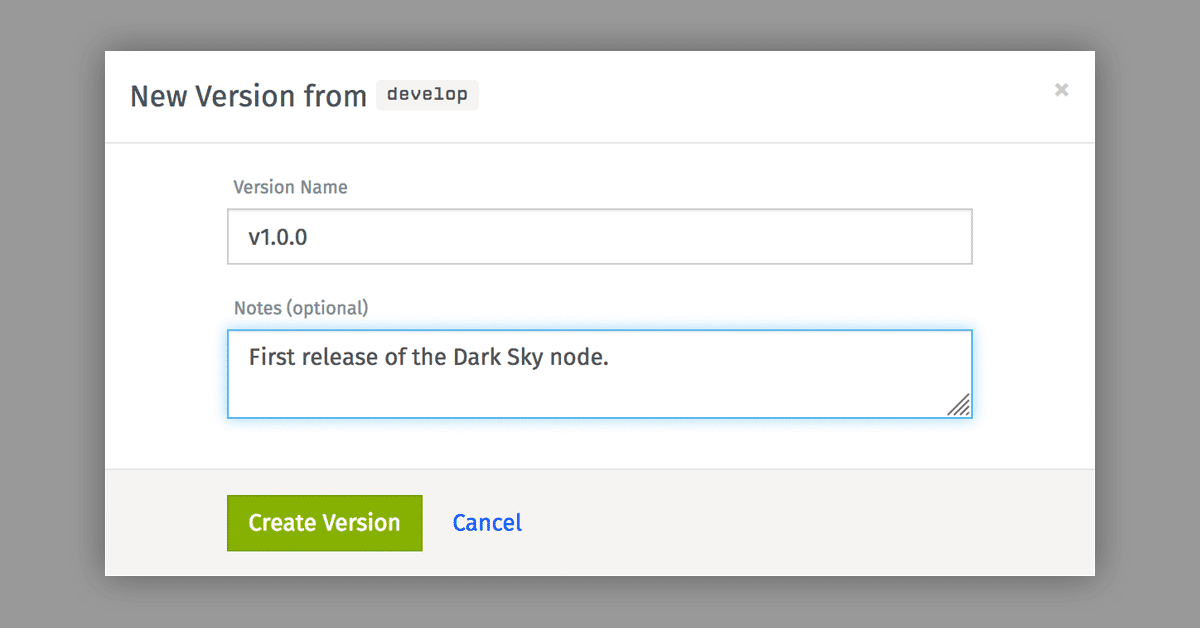 New Version from develop
×
Version Name
v1.0.0
Notes (optional)
First release of the Dark Sky node.
Create Version Cancel